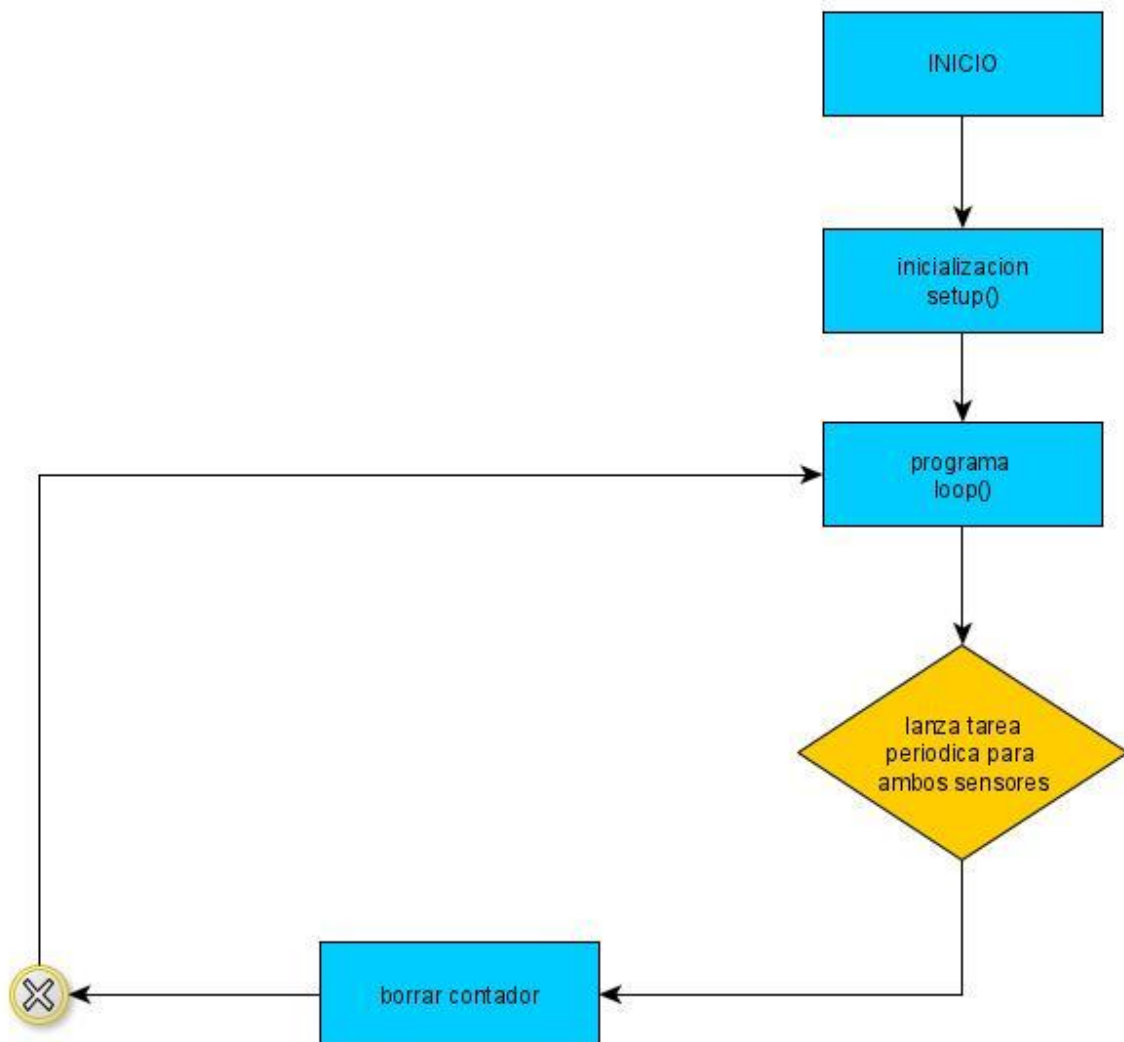 INICIO
inicializacion
setup()
programa
loop()
lanza tarea
periodica para
ambos sensores
borrar contador